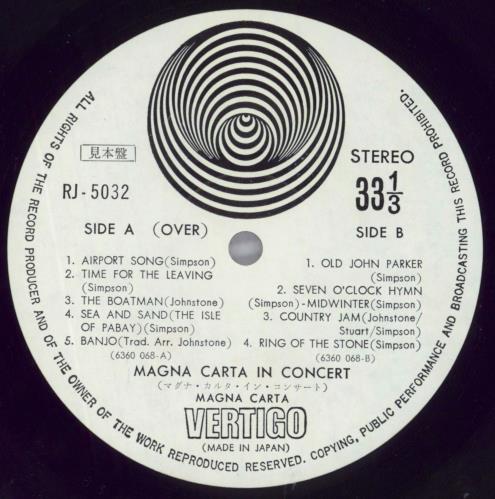 ALL RIGHTS OF THE RECORD PRODUCER AND OF THE OWNER OF THE WORK REPRODUCED RESERVED. COPYING, PUBLIC PERFORMANCE AND BROADCASTING THIS RECORD PROHIBITED.
見本盤
RJ-5032
STEREO
33 1/3
SIDE A (OVER)
SIDE B
1. AIRPORT SONG(Simpson)
2. TIME FOR THE LEAVING
(Simpson)
3. THE BOATMAN(Johnstone)
4. SEA AND SAND(THE ISLE
OF PABAY)(Simpson)
5. BANJO(Trad. Arr. Johnstone)
(6360 068-A)
1. OLD JOHN PARKER
(Simpson)
2. SEVEN O'CLOCK HYMN
(Simpson)-MIDWINTER(Simpson)
3. COUNTRY JAM(Johnstone/
Stuart/Simpson)
4. RING OF THE STONE(Simpson)
(6360 068-B)
MAGNA CARTA IN CONCERT
(マグナ・カルタ・イン・コンサート)
MAGNA CARTA
VERTIGO
(MADE IN JAPAN)